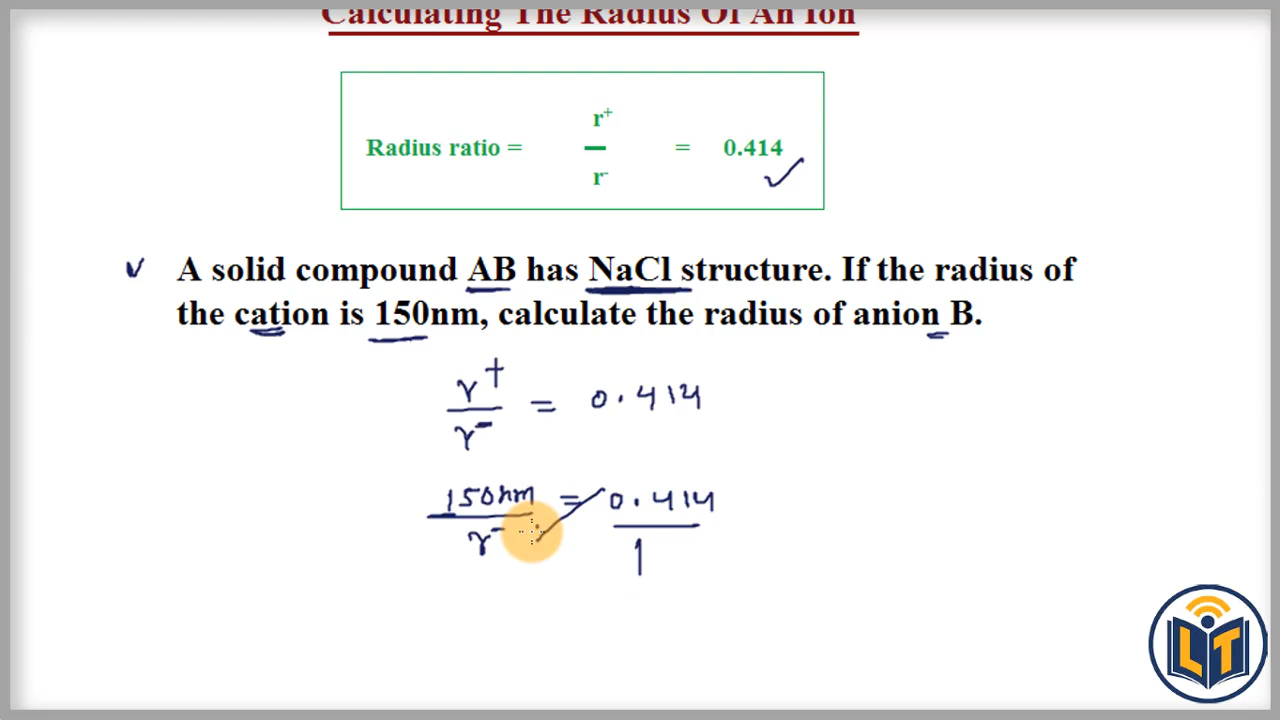 Calculating The Radius Of An Ion
r+
Radius ratio = — = 0.414
r-
A solid compound AB has NaCl structure. If the radius of
the cation is 150nm, calculate the radius of anion B.
r+
= 0.414
r-
150nm = 0.414
r- 1
LT